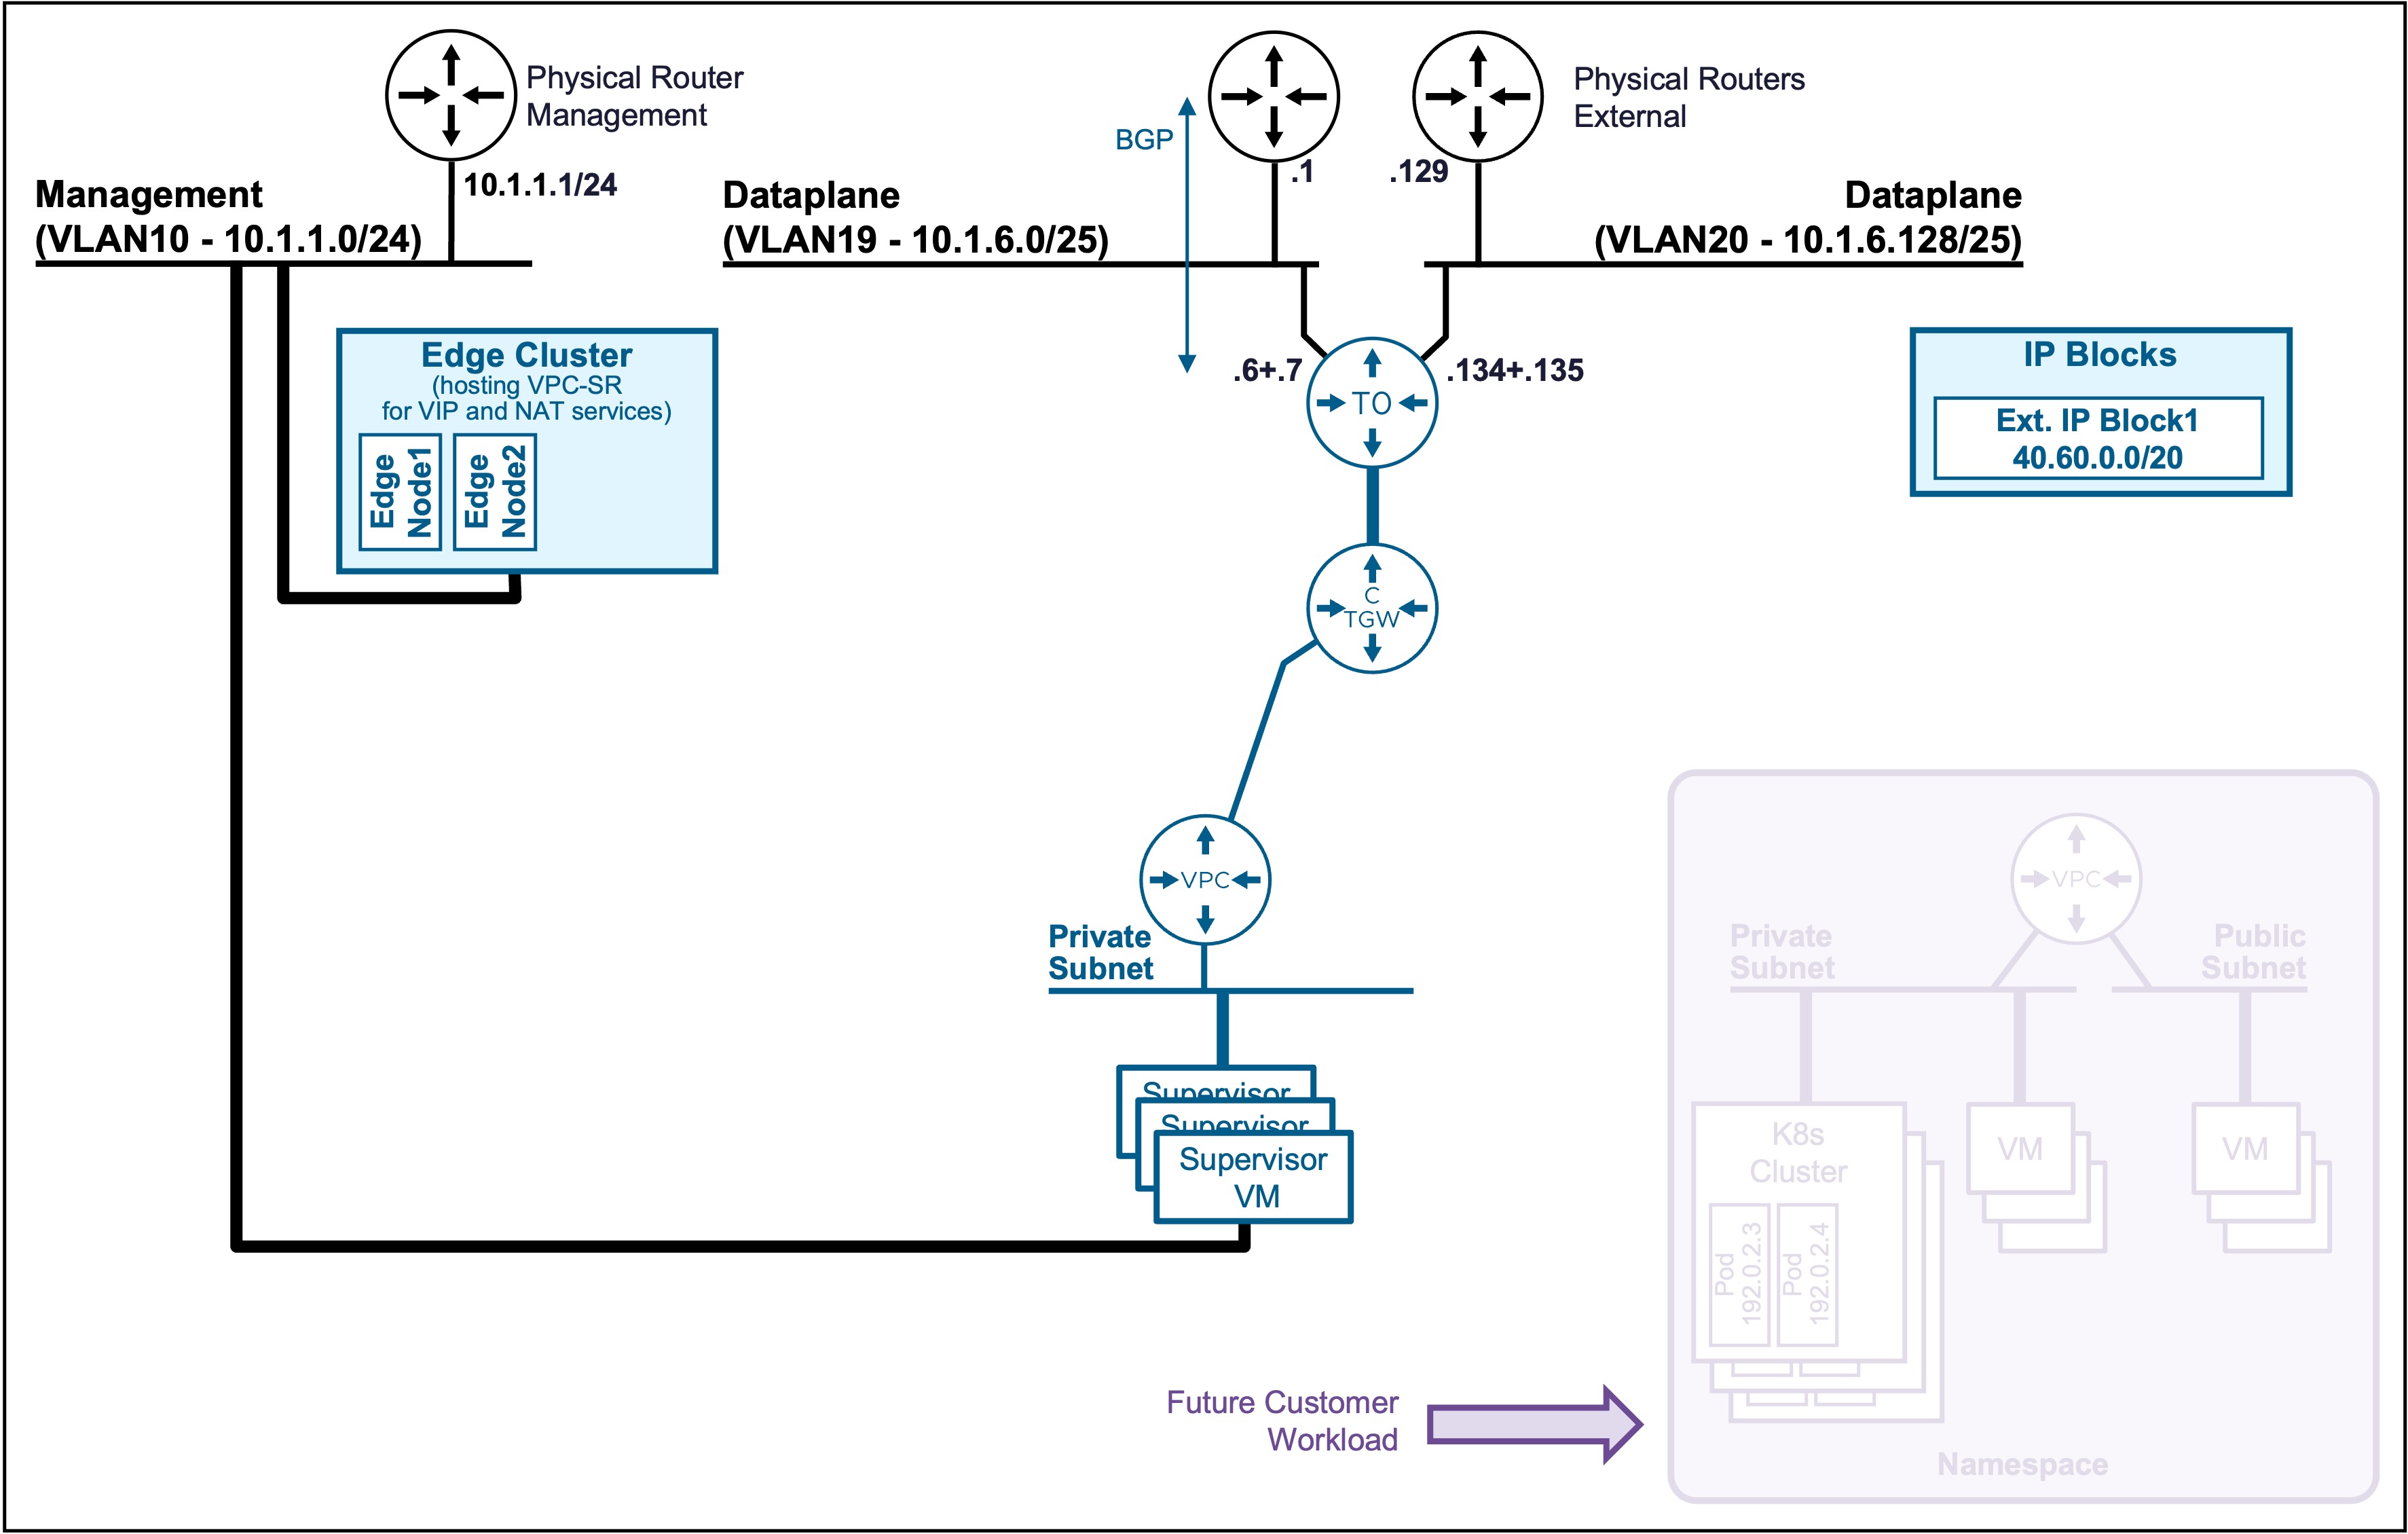 Physical Router
Management
10.1.1.1/24
Management
(VLAN10 - 10.1.1.0/24)
BGP
.1
.129
Physical Routers
External
Dataplane
(VLAN19 - 10.1.6.0/25)
Dataplane
(VLAN20 - 10.1.6.128/25)
Edge Cluster
(hosting VPC-SR
for VIP and NAT services)
Edge
Node1
Edge
Node2
.6+.7
.134+.135
TO
IP Blocks
Ext. IP Block1
40.60.0.0/20
C
TGW
VPC
Private
Subnet
Supervisor
Supervisor
Supervisor
VM
VPC
Private
Subnet
Public
Subnet
K8s
Cluster
Pod
192.0.2.3
Pod
192.0.2.4
VM
VM
Future Customer
Workload
Namespace